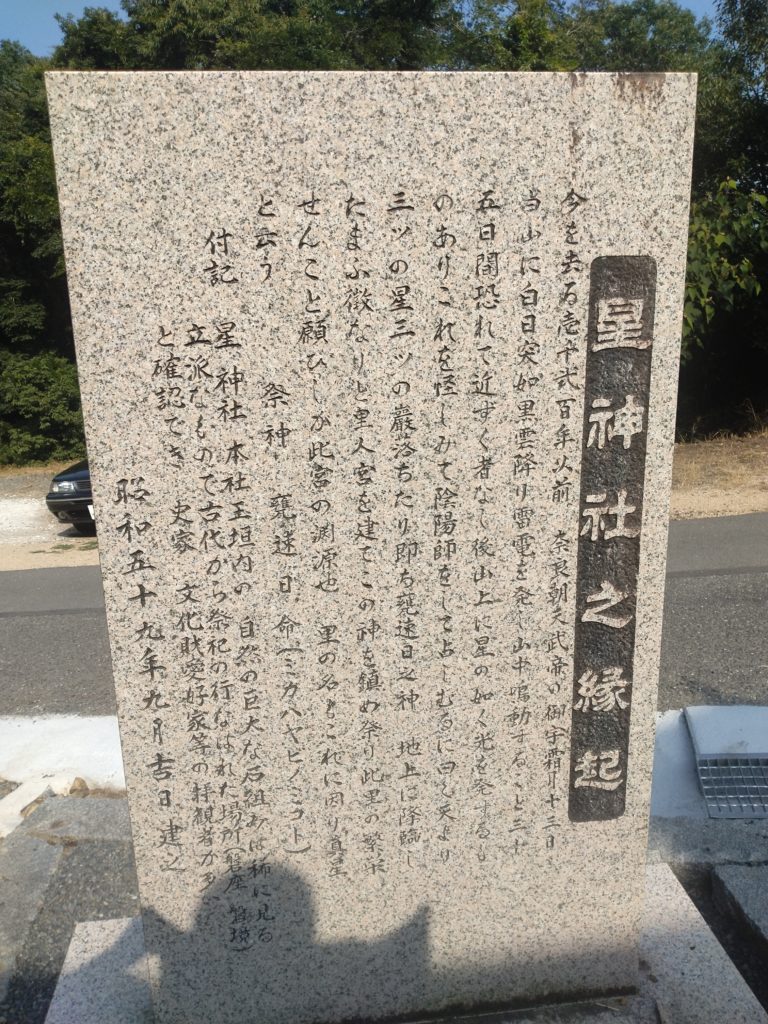 星神社之縁起
今を去る壱千弐百年以前 奈良朝天武帝の御宇霜月十三日
当山に白日突如黒雲降り雷電を発し山中鳴動すること三十
五日間恐れて近ずく者なし後山上に星の如く光を発するも
のありこれを怪しみて陰陽師をして占しむるに曰く天より
三ツの星三ツの巌落ちたり即ち甕速日之神 地上に降臨し
たまふ徴なりと里人宮を建てこの神を鎮め祭り此里の繁栄
せんこと願ひしが此宮の渕源也 里の名もこれに因り真星
と云う
祭神 甕速日命(ミカハヤヒノミコト)
付記 星神社本社玉垣内の 自然の巨大な石組みは稀に見る
立派なもので古代から祭祀の行なはれた場所(磐座 磐境)
と確認でき 史家 文化財愛好家等の拝観者が多い
昭和五十九年九月吉日建之